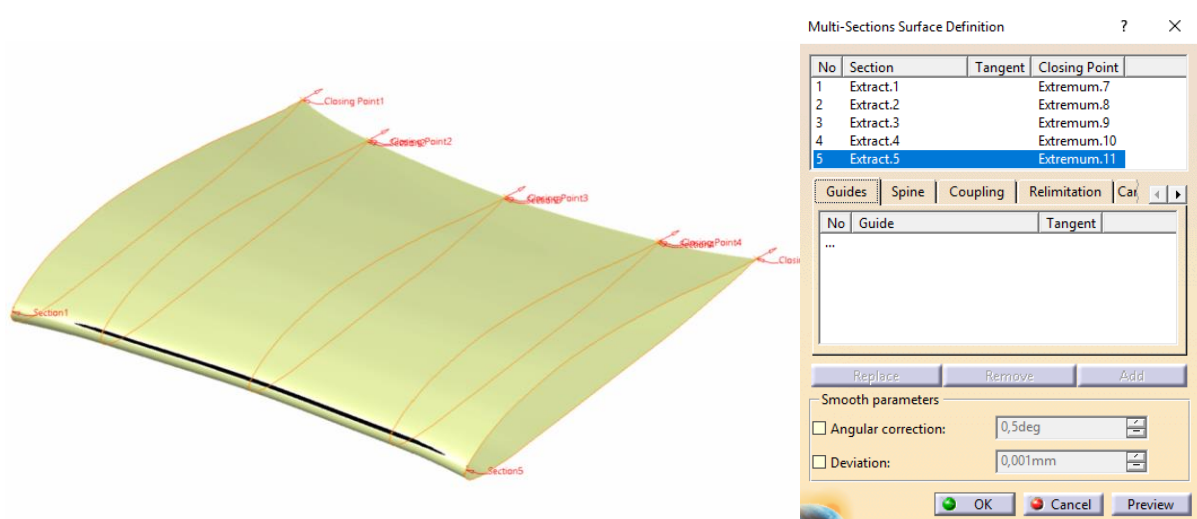 Multi-Sections Surface Definition ? ×
No Section Tangent Closing Point
1 Extract.1 Extremum.7
2 Extract.2 Extremum.8
3 Extract.3 Extremum.9
4 Extract.4 Extremum.10
5 Extract.5 Extremum.11
Guides Spine Coupling Relimitation Ca
No Guide Tangent
...
Replace Remove Add
Smooth parameters
Angular correction: 0,5deg
Deviation: 0,001mm
OK Cancel Preview
Closing Point1
Point2
Point3
Point4
Closi
Section1
Section5